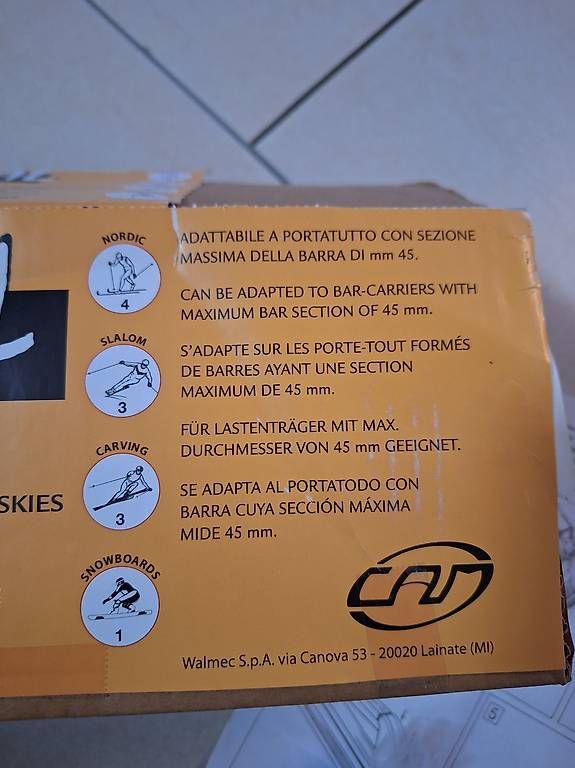 NORDIC
4
SLALOM
3
CARVING
3
SNOWBOARDS
1
SKIES
ADATTABILE A PORTATUTTO CON SEZIONE
MASSIMA DELLA BARRA DI mm 45.
CAN BE ADAPTED TO BAR-CARRIERS WITH
MAXIMUM BAR SECTION OF 45 mm.
S'ADAPTE SUR LES PORTE-TOUT FORMÉS
DE BARRES AYANT UNE SECTION
MAXIMUM DE 45 mm.
FÜR LASTENTRÄGER MIT MAX.
DURCHMESSER VON 45 mm GEEIGNET.
SE ADAPTA AL PORTATODO CON
BARRA CUYA SECCIÓN MÁXIMA
MIDE 45 mm.
CAM
Walmec S.p.A. via Canova 53 - 20020 Lainate (MI)
5